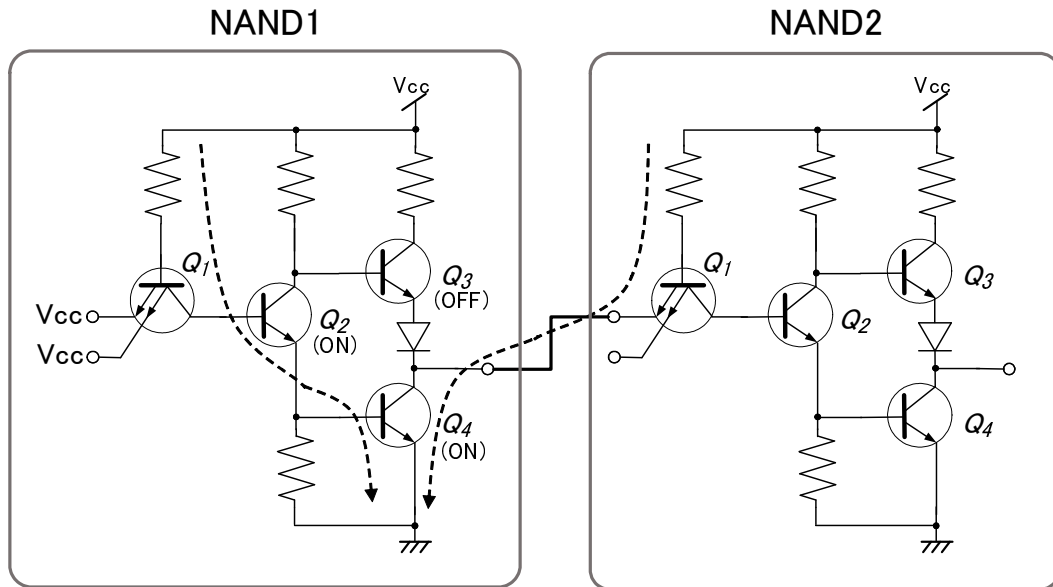 NAND1
NAND2
Vcc
Vcc
Q1
Q3
(OFF)
Q1
Q3
Vcc
Vcc
Q2
(ON)
Q2
Q4
(ON)
Q4